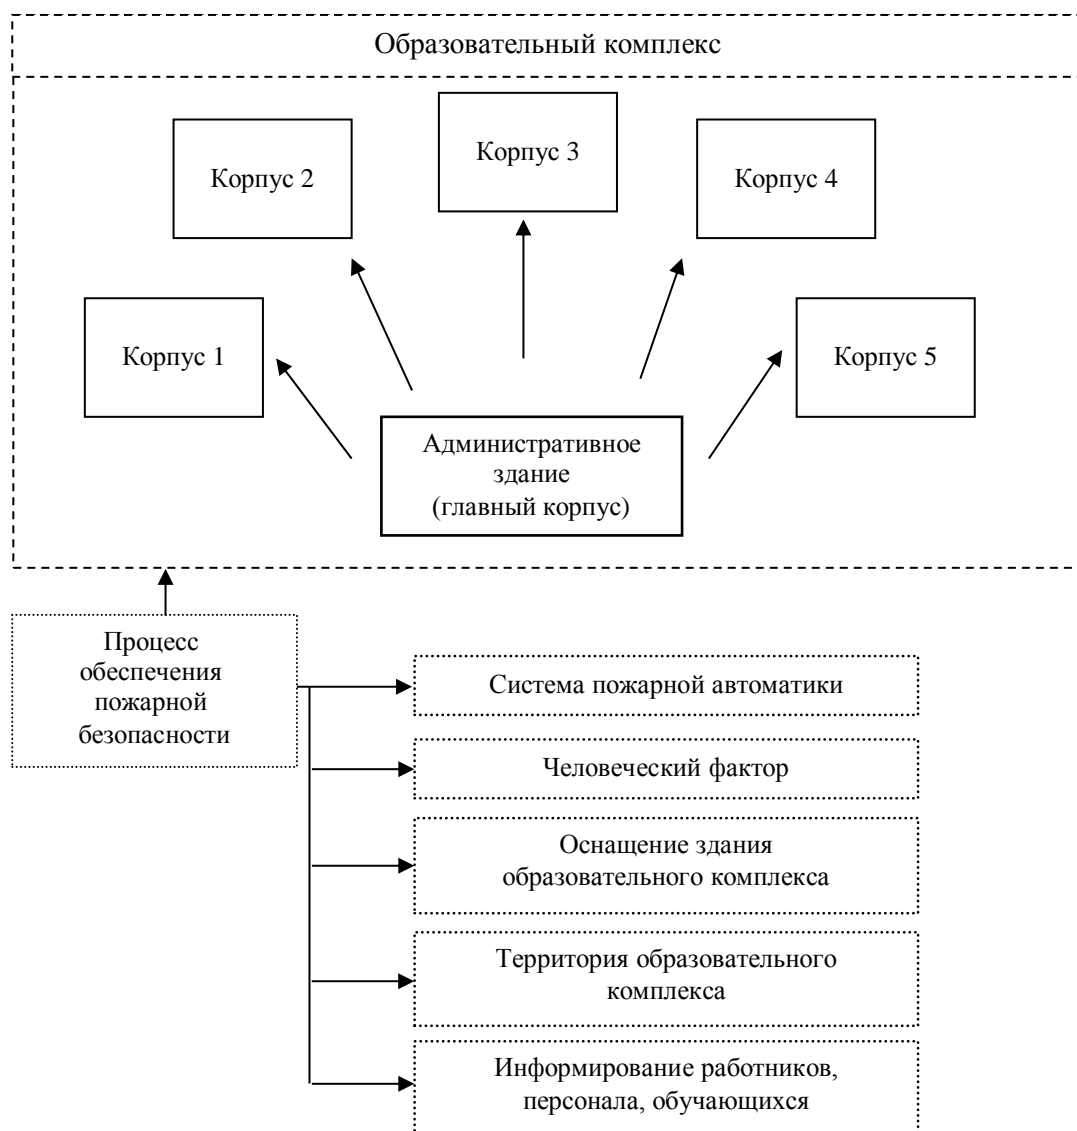 Образовательный комплекс
Корпус 3
Корпус 2
Корпус 4
Корпус 1
Корпус 5
Административное
здание
(главный корпус)
Процесс
обеспечения
пожарной
безопасности
Система пожарной автоматики
Человеческий фактор
Оснащение здания
образовательного комплекса
Территория образовательного
комплекса
Информирование работников,
персонала, обучающихся